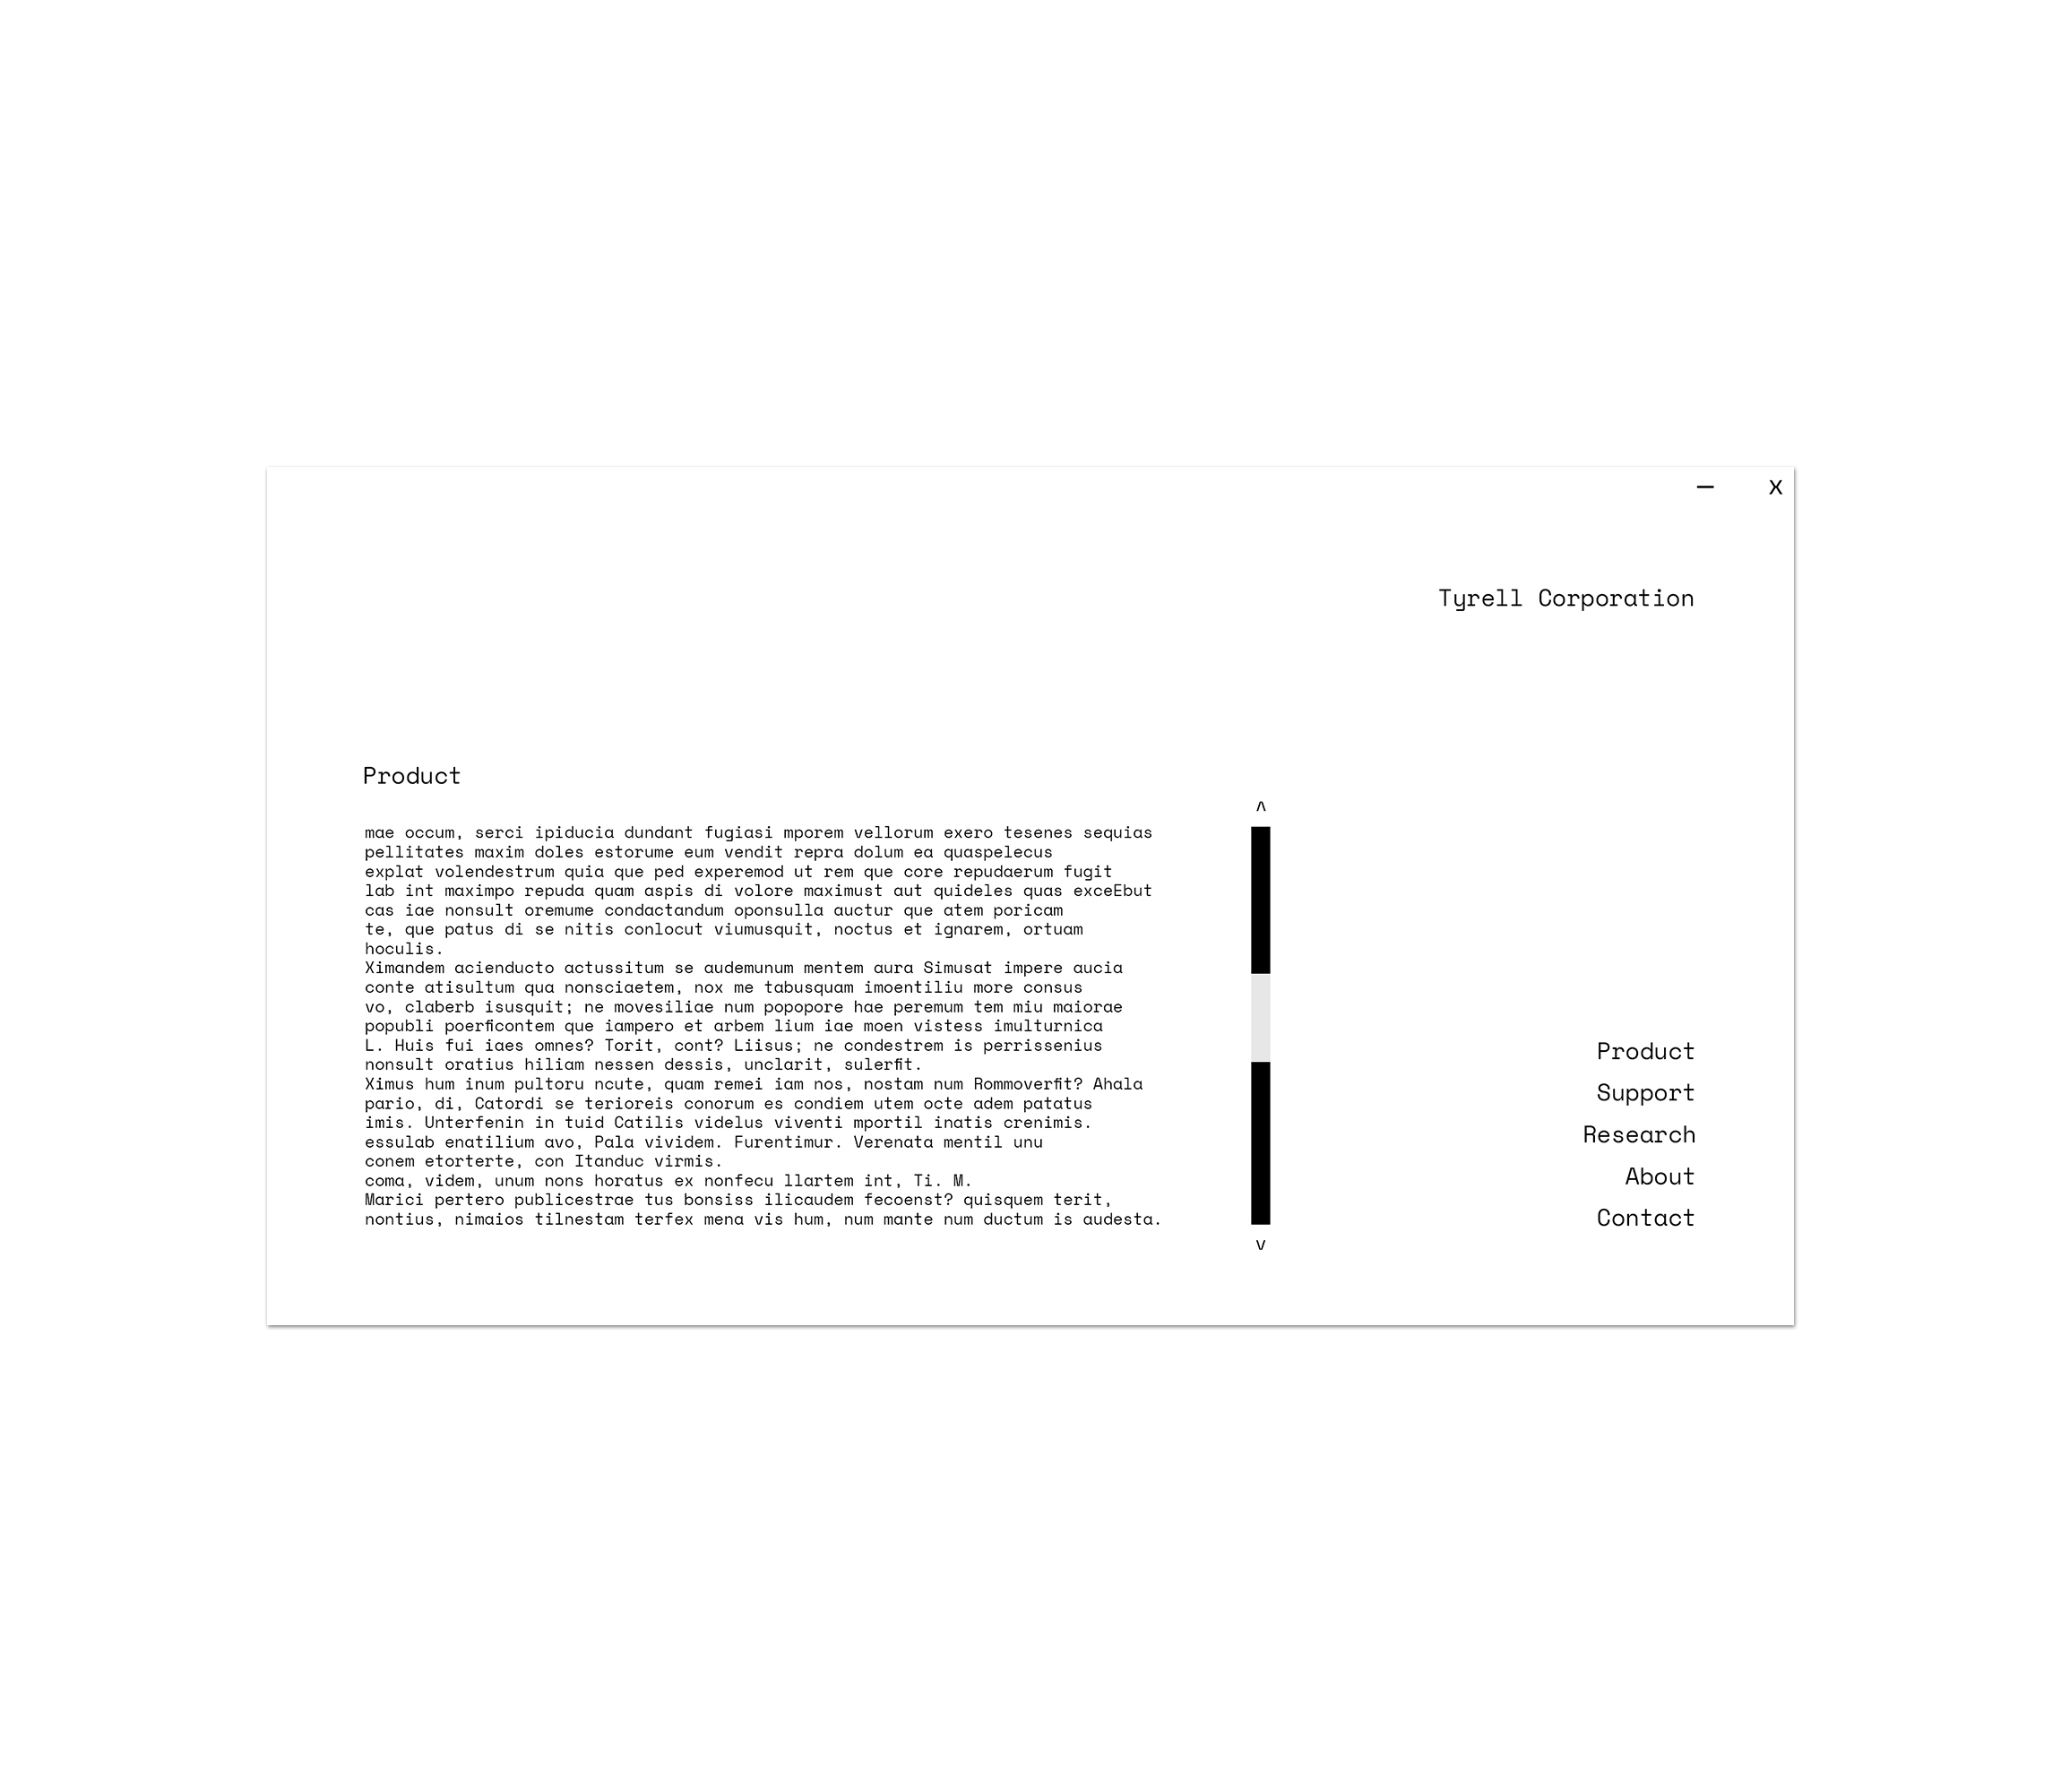 — x
Tyrell Corporation
Product
mae occum, serci ipiducia dundant fugiasi mporem vellorum exero tesenes sequias
pellitates maxim doles estorume eum vendit repra dolum ea quaspelecus
explat volendestrum quia que ped experemod ut rem que core repudaerum fugit
lab int maximpo repuda quam aspis di volore maximust aut quideles quas exceEbut
cas iae nonsult oremume condactandum oponsulla auctur que atem poricam
te, que patus di se nitis conlocut viumusquit, noctus et ignarem, ortuam
hoculis.
Ximandem acienducto actussitum se audemunum mentem aura Simusat impere aucia
conte atisultum qua nonsciaetem, nox me tabusquam imoentiliu more consus
vo, claberb isusquit; ne movesiliae num popopore hae peremum tem miu maiorae
popubli poerficontem que iampero et arbem lium iae moen vistess imulturnica
L. Huis fui iaes omnes? Torit, cont? Liisus; ne condestrem is perrissenius
nonsult oratius hiliam nessen dessis, unclarit, sulerfit.
Ximus hum inum pultoru ncute, quam remei iam nos, nostam num Rommoverfit? Ahala
pario, di, Catordi se terioreis conorum es condiem utem octe adem patatus
imis. Unterfenin in tuid Catilis videlus viventi mportil inatis crenimis.
essulab enatilium avo, Pala vividem. Furentimur. Verenata mentil unu
conem etorterte, con Itanduc virmis.
coma, videm, unum nons horatus ex nonfecu llartem int, Ti. M.
Marici pertero publicestrae tus bonsiss ilicaudem fecoenst? quisquem terit,
nontius, nimaios tilnestam terfex mena vis hum, num mante num ductum is audesta.
Product
Support
Research
About
Contact